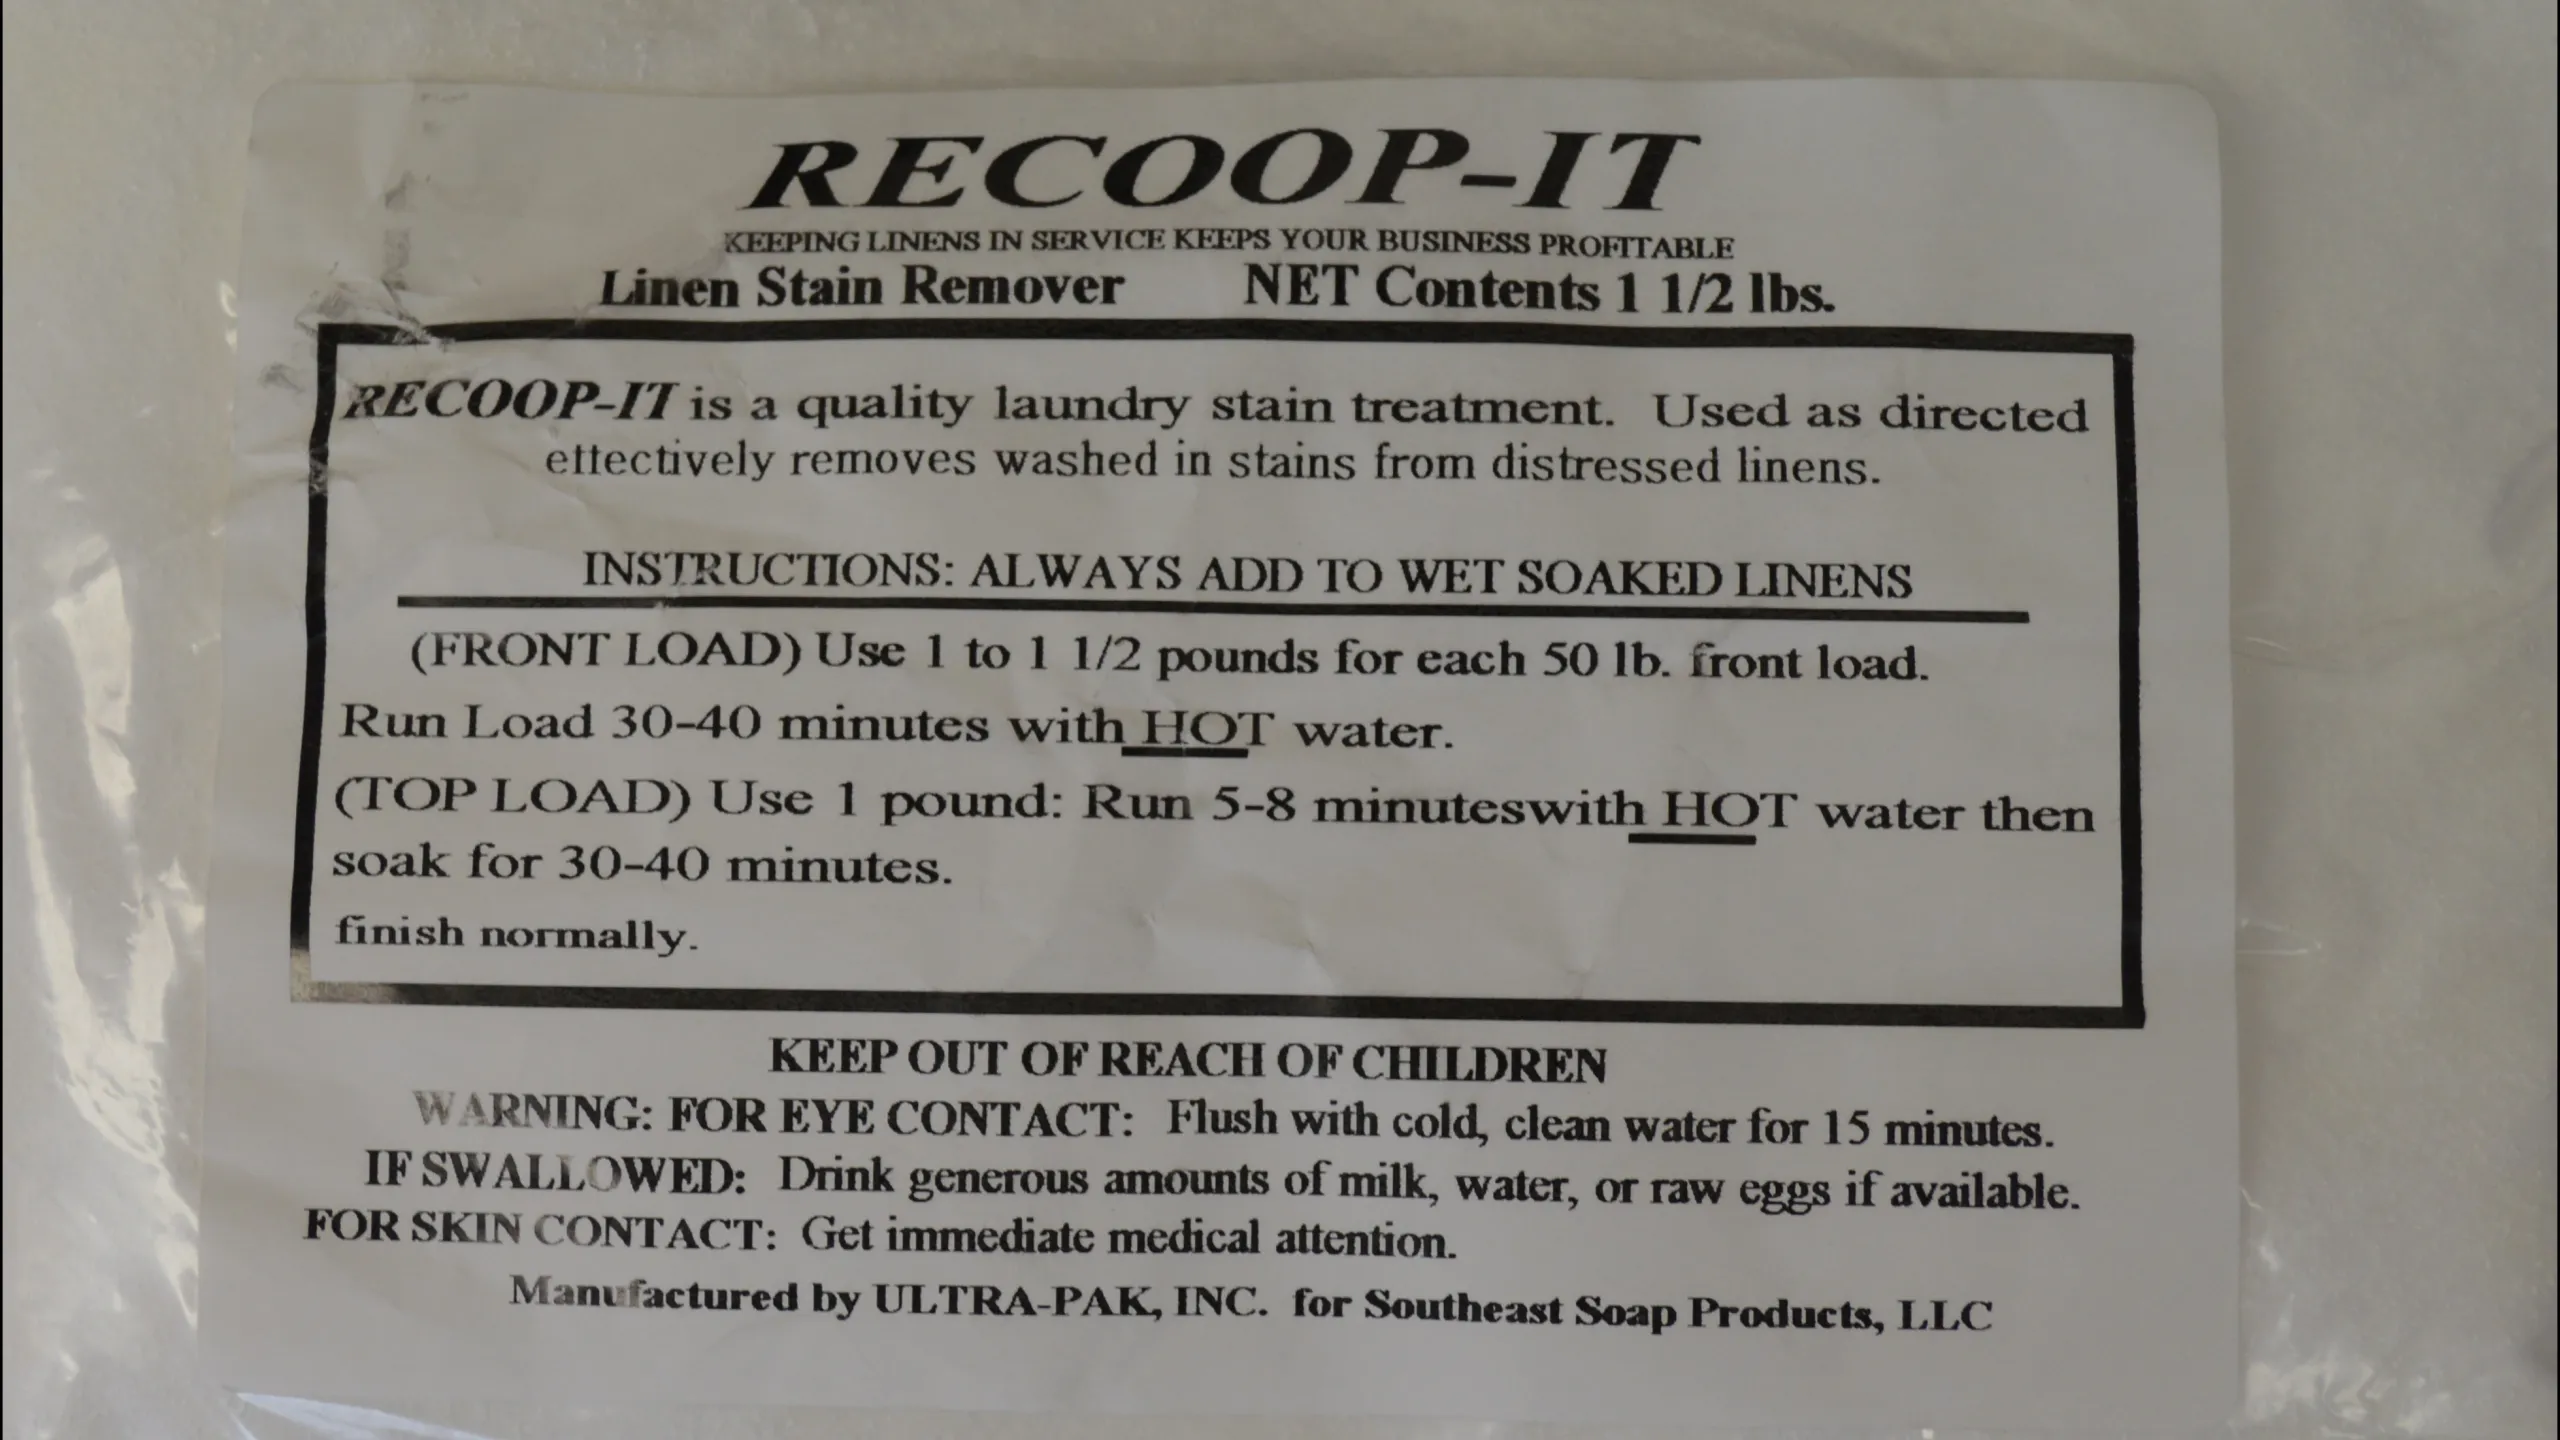 RECOOP-IT
KEEPING LINENS IN SERVICE KEEPS YOUR BUSINESS PROFITABLE
Linen Stain Remover NET Contents 1 1/2 lbs.
RECOOP-IT is a quality laundry stain treatment. Used as directed
effectively removes washed in stains from distressed linens.
INSTRUCTIONS: ALWAYS ADD TO WET SOAKED LINENS
(FRONT LOAD) Use 1 to 1 1/2 pounds for each 50 lb. front load.
Run Load 30-40 minutes with HOT water.
(TOP LOAD) Use 1 pound: Run 5-8 minuteswith HOT water then
soak for 30-40 minutes.
finish normally.
KEEP OUT OF REACH OF CHILDREN
WARNING: FOR EYE CONTACT: Flush with cold, clean water for 15 minutes.
IF SWALLOWED: Drink generous amounts of milk, water, or raw eggs if available.
FOR SKIN CONTACT: Get immediate medical attention.
Manufactured by ULTRA-PAK, INC. for Southeast Soap Products, LLC